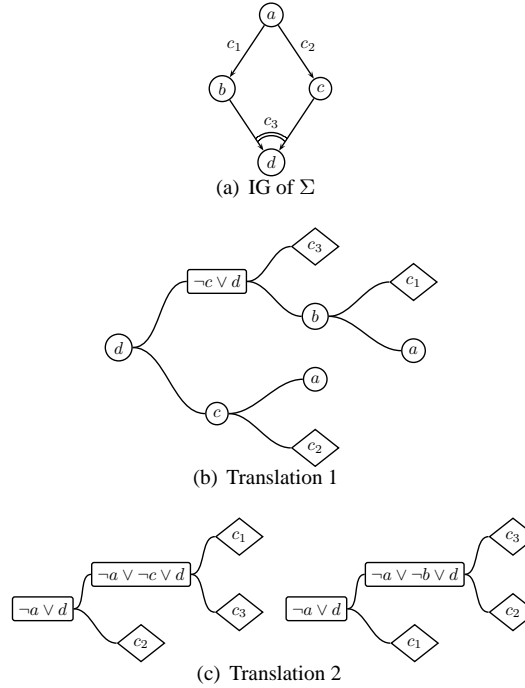 a
c₁ c₂
b c
c₃
d
(a) IG of Σ
c₃
¬c ∨ d c₁
b
d a
a
c
c₂
(b) Translation 1
c₁ c₃
¬a ∨ ¬c ∨ d ¬a ∨ ¬b ∨ d
¬a ∨ d c₃ ¬a ∨ d c₂
c₂ c₁
(c) Translation 2